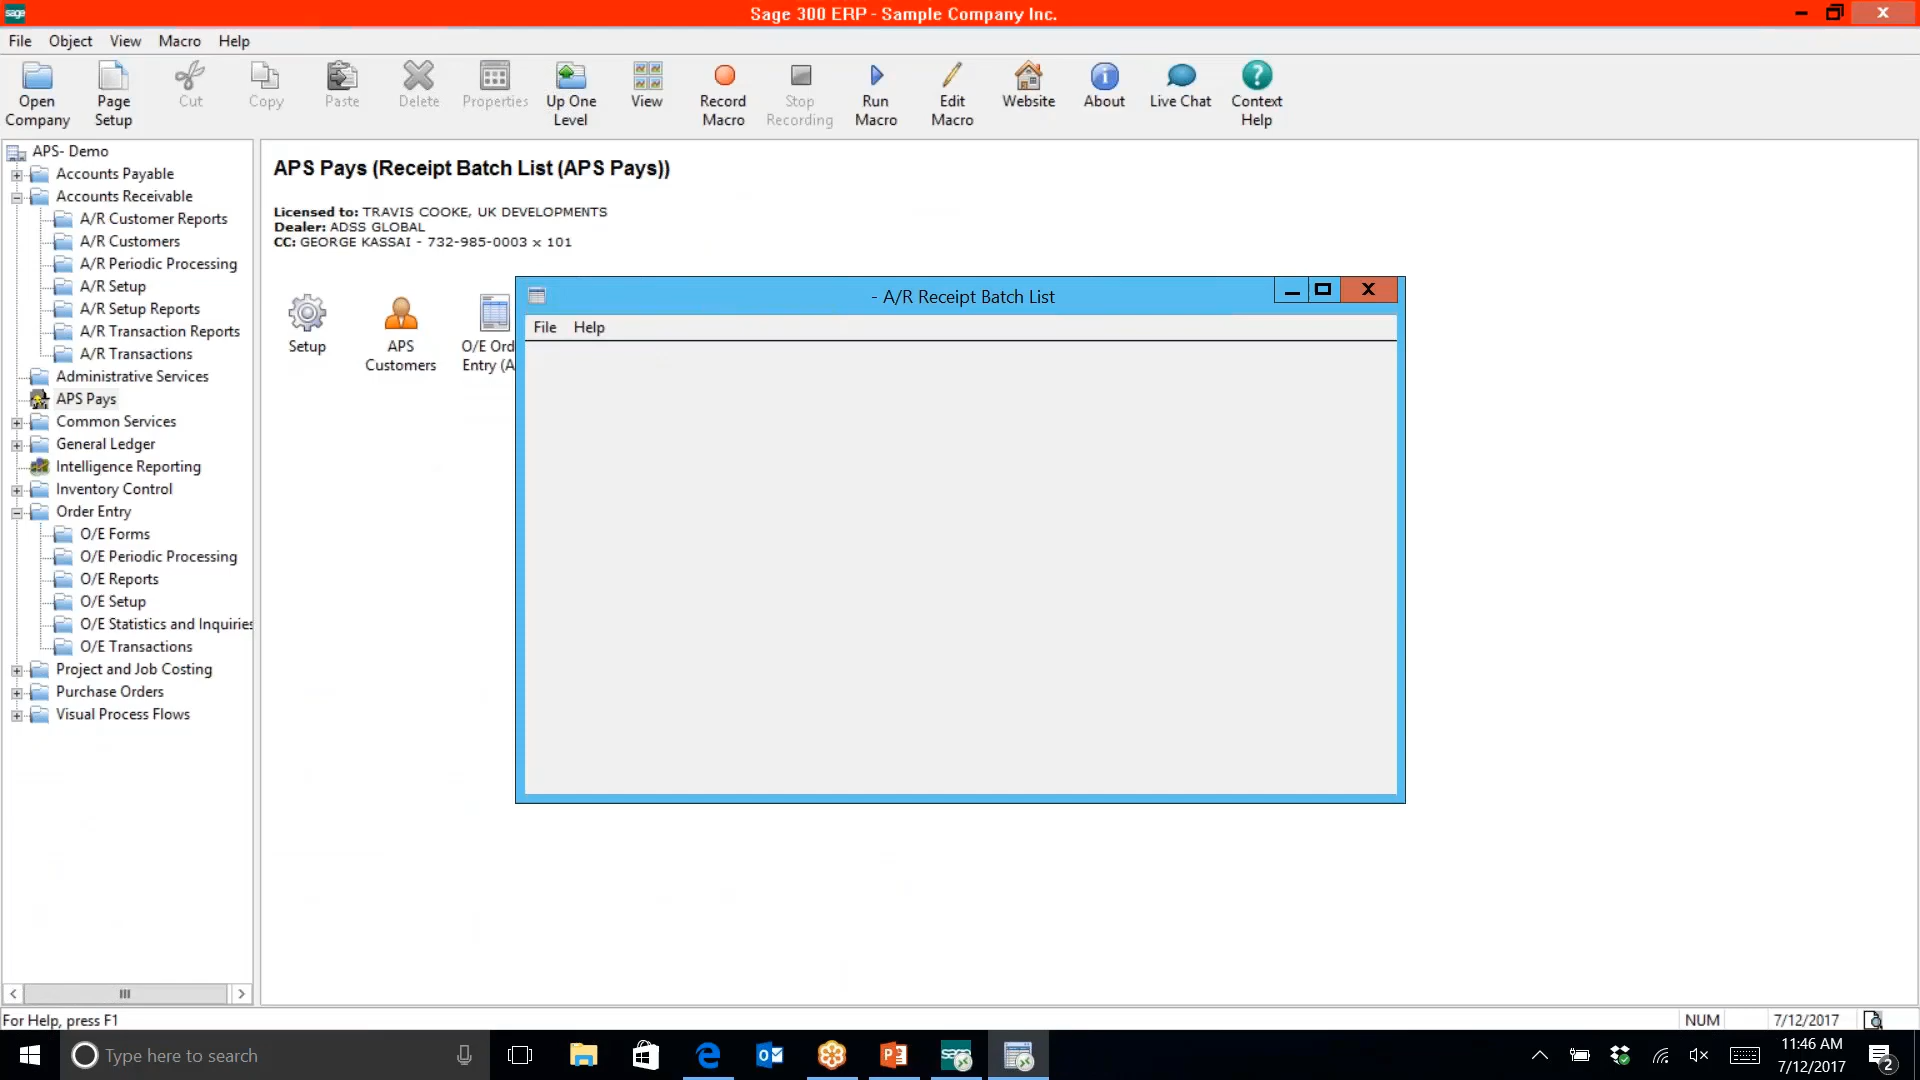 sage
Sage 300 ERP - Sample Company Inc.
File Object View Macro Help
Open Company
Page Setup
Cut
Copy
Paste
Delete
Properties
Up One Level
View
Record Macro
Stop Recording
Run Macro
Edit Macro
Website
About
Live Chat
Context Help
APS- Demo
Accounts Payable
Accounts Receivable
A/R Customer Reports
A/R Customers
A/R Periodic Processing
A/R Setup
A/R Setup Reports
A/R Transaction Reports
A/R Transactions
Administrative Services
APS Pays
Common Services
General Ledger
Intelligence Reporting
Inventory Control
Order Entry
O/E Forms
O/E Periodic Processing
O/E Reports
O/E Setup
O/E Statistics and Inquiries
O/E Transactions
Project and Job Costing
Purchase Orders
Visual Process Flows
APS Pays (Receipt Batch List (APS Pays))
Licensed to: TRAVIS COOKE, UK DEVELOPMENTS
Dealer: ADSS GLOBAL
CC: GEORGE KASSAI - 732-985-0003 x 101
Setup
APS
Customers
O/E Ord
Entry (A
- A/R Receipt Batch List
File Help
For Help, press F1
NUM
7/12/2017
Type here to search
sage
11:46 AM
7/12/2017
2